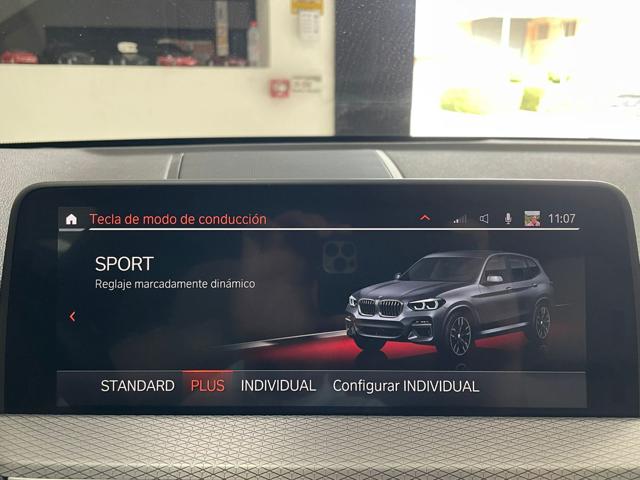 Tecla de modo de conducción
11:07
SPORT
Reglaje marcadamente dinámico
STANDARD PLUS INDIVIDUAL Configurar INDIVIDUAL